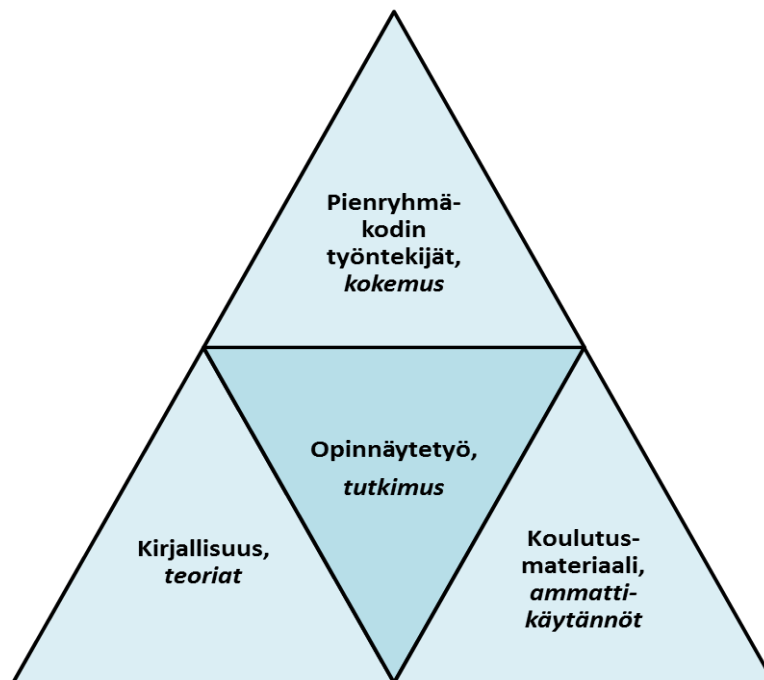 Pienryhmä-
kodin
työntekijät,
kokemus
Opinnäytetyö,
tutkimus
Kirjallisuus,
teoriat
Koulutus-
materiaali,
ammatti-
käytännöt